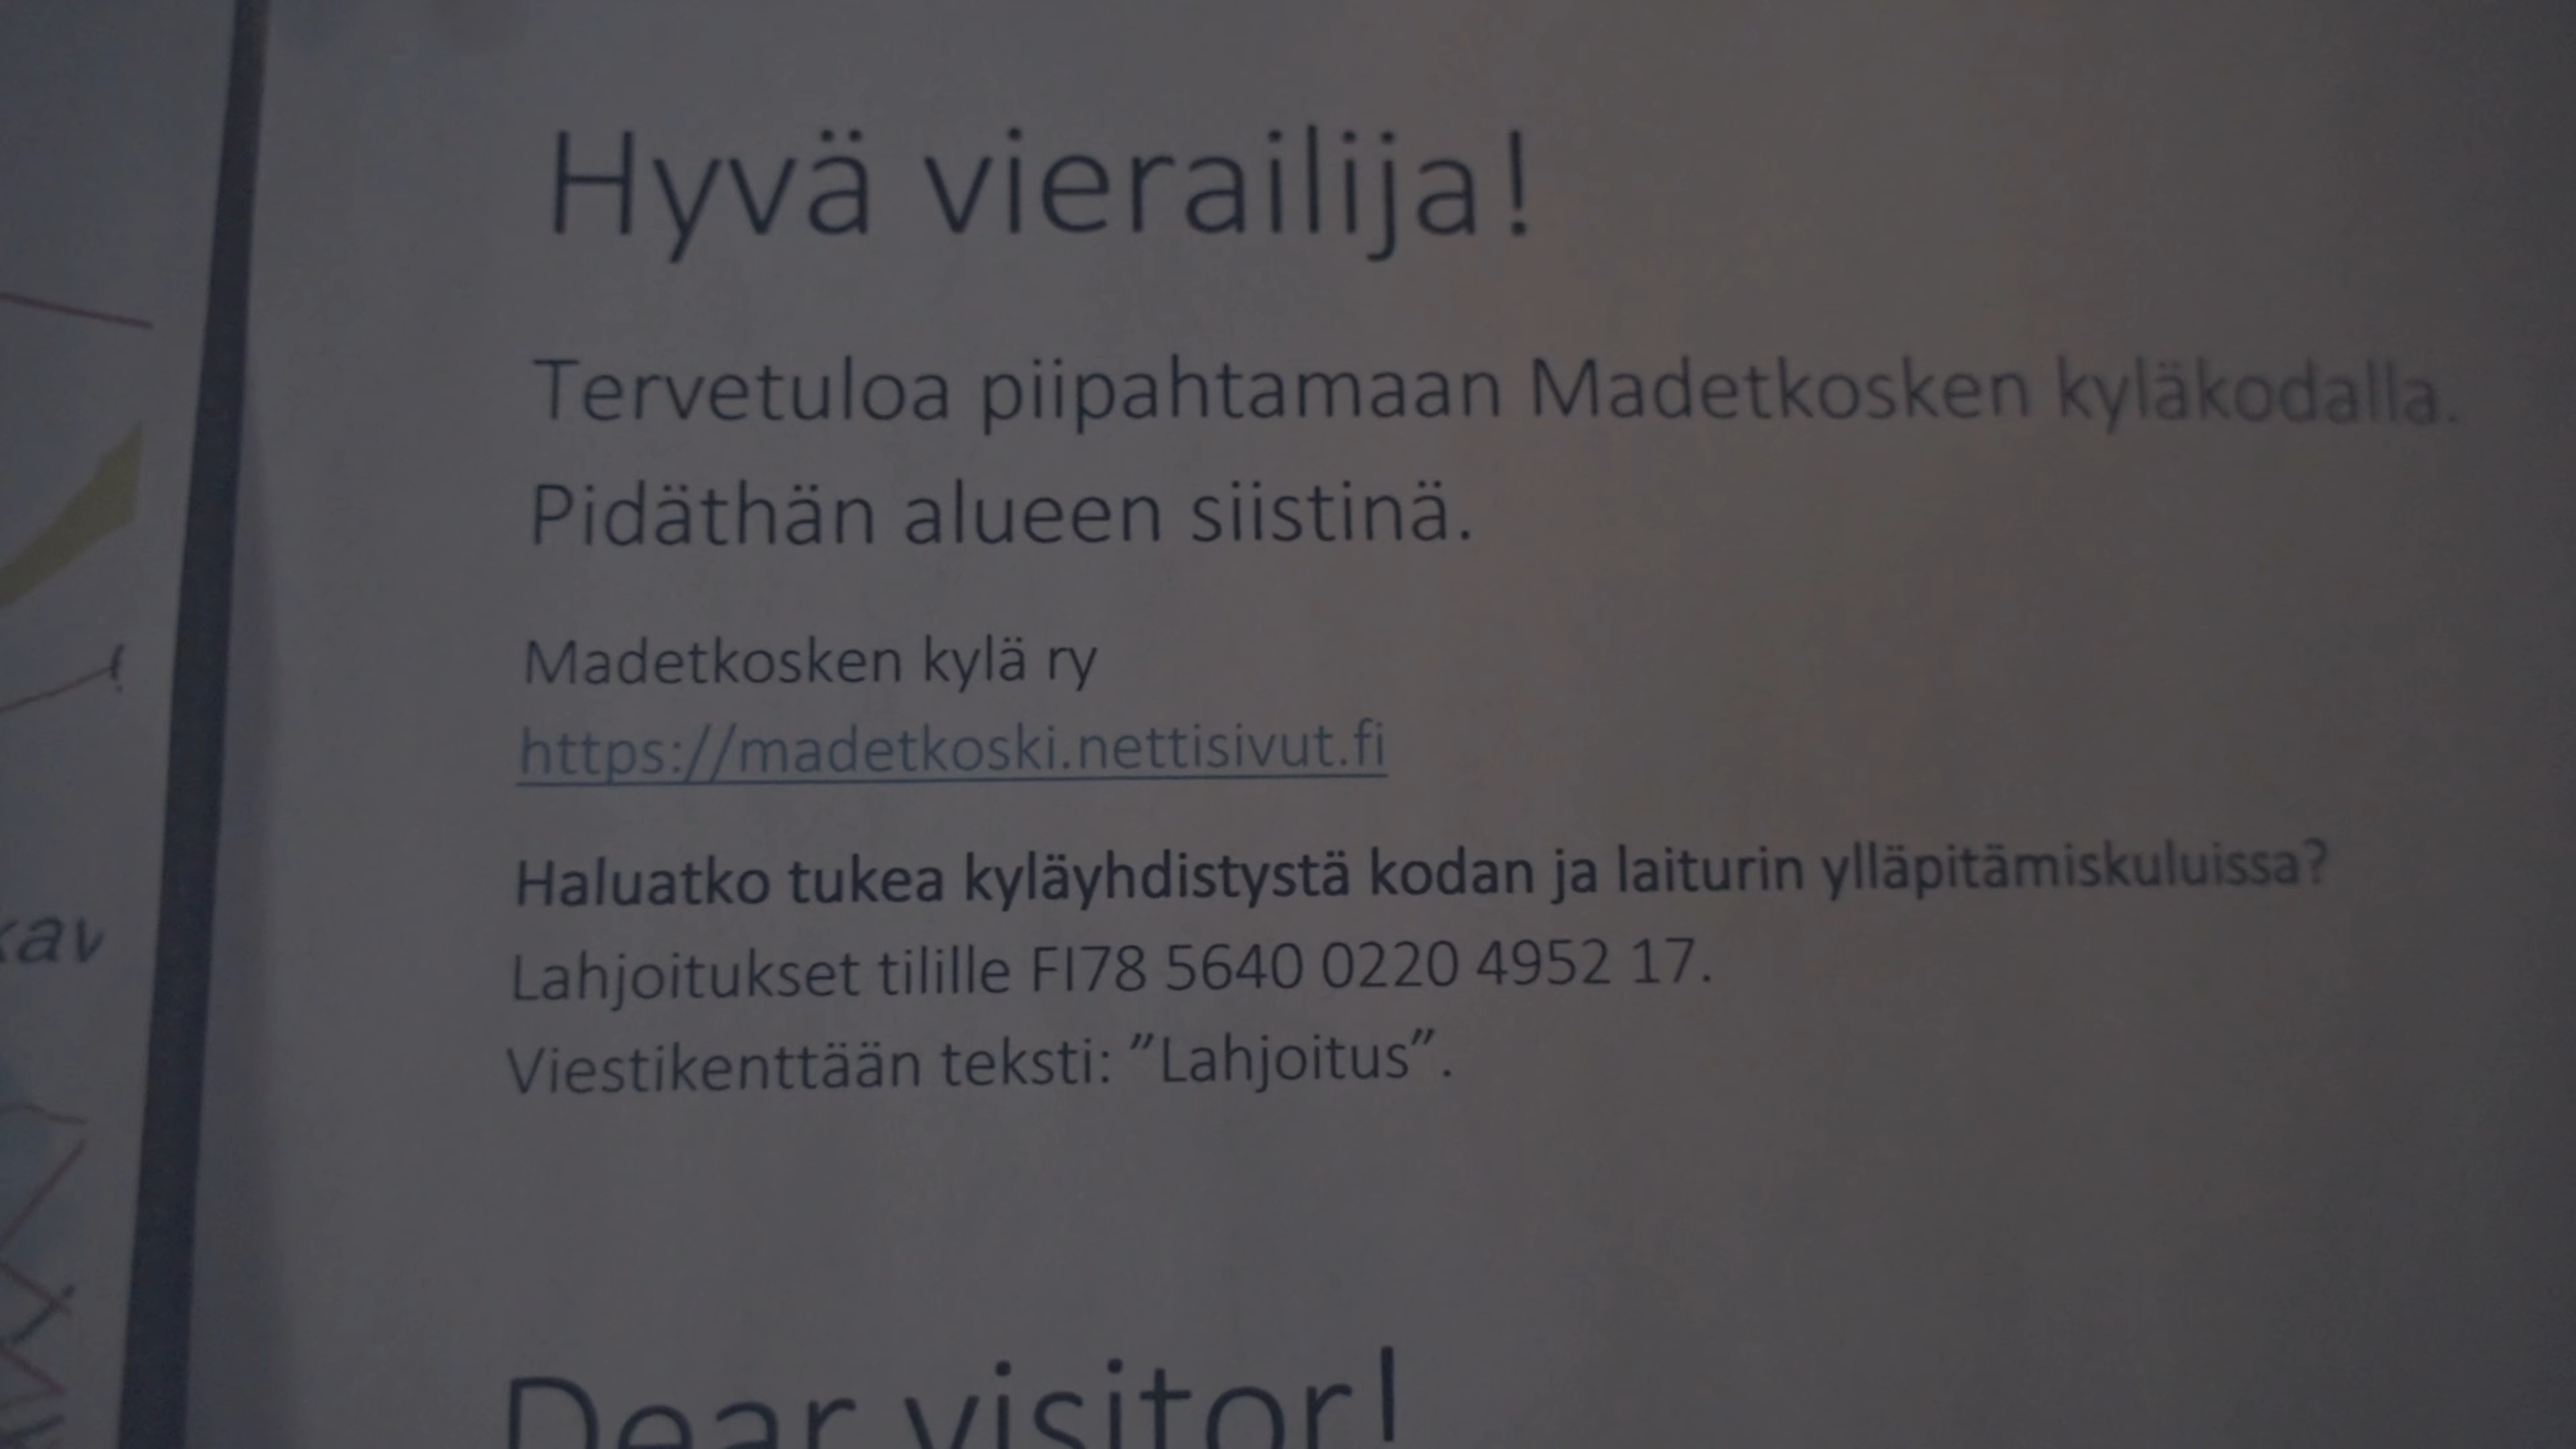 Hyvä vierailija!
Tervetuloa piipahtamaan Madetkosken kyläkodalla.
Pidäthän alueen siistinä.
Madetkosken kylä ry
https://madetkoski.nettisivut.fi
Haluatko tukea kyläyhdistystä kodan ja laiturin ylläpitämiskuluissa?
Lahjoitukset tilille FI78 5640 0220 4952 17.
Viestikenttään teksti: ”Lahjoitus”.
Dear visitor!